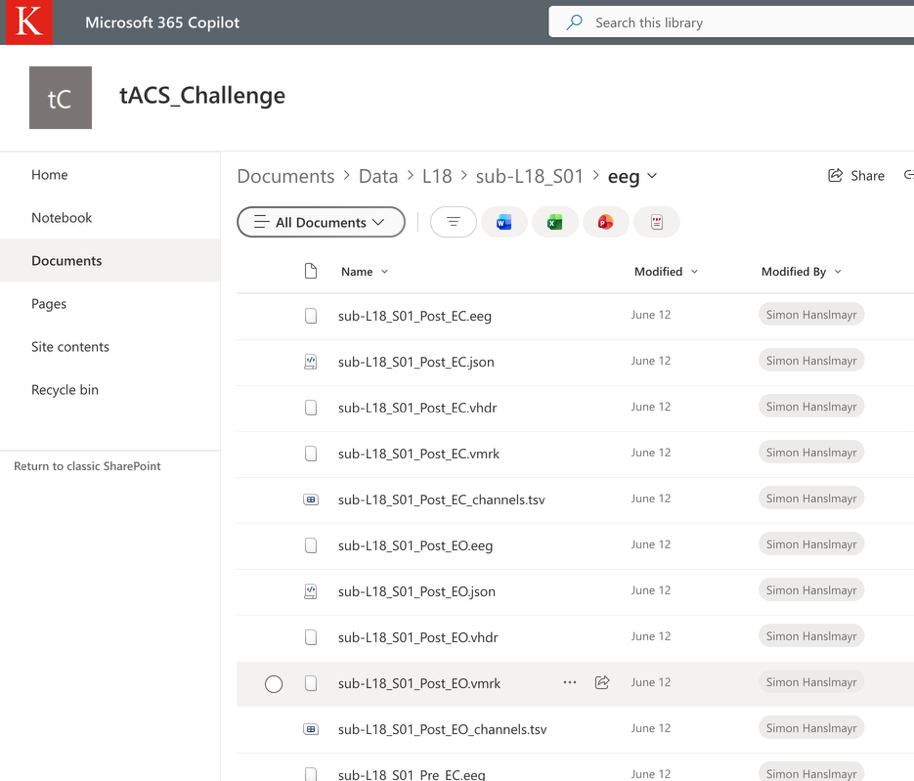 K Microsoft 365 Copilot Search this library
tC tACS_Challenge
Home
Notebook
Documents
Pages
Site contents
Recycle bin
Return to classic SharePoint
Documents > Data > L18 > sub-L18_S01 > eeg
Share
All Documents
Name Modified Modified By
sub-L18_S01_Post_EC.eeg June 12 Simon Hanslmayr
sub-L18_S01_Post_EC.json June 12 Simon Hanslmayr
sub-L18_S01_Post_EC.vhdr June 12 Simon Hanslmayr
sub-L18_S01_Post_EC.vmrk June 12 Simon Hanslmayr
sub-L18_S01_Post_EC_channels.tsv June 12 Simon Hanslmayr
sub-L18_S01_Post_EO.eeg June 12 Simon Hanslmayr
sub-L18_S01_Post_EO.json June 12 Simon Hanslmayr
sub-L18_S01_Post_EO.vhdr June 12 Simon Hanslmayr
sub-L18_S01_Post_EO.vmrk June 12 Simon Hanslmayr
sub-L18_S01_Post_EO_channels.tsv June 12 Simon Hanslmayr
sub-L18_S01_Pre_EC.eeg June 12 Simon Hanslmayr